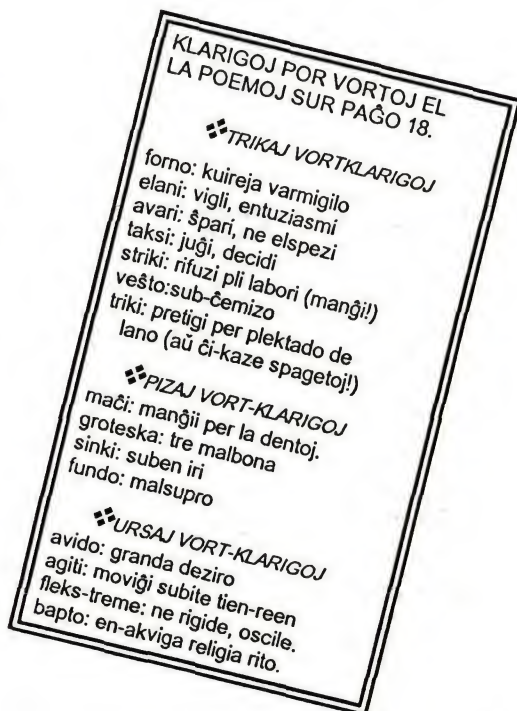 KLARIGOJ POR VORTOJ EL
LA POEMOJ SUR PAĜO 18.
TRIKAJ VORTKLARIGOJ
forno: kuireja varmigilo
elani: vigli, entuziasmi
avari: ŝpari, ne elspezi
taksi: juĝi, decidi
striki: rifuzi pli labori (manĝi!)
veŝto:sub-ĉemizo
triki: pretigi per plektado de
lano (aŭ ĉi-kaze spagetoj!)
PIZAJ VORT-KLARIGOJ
maĉi: manĝii per la dentoj.
groteska: tre malbona
sinki: suben iri
fundo: malsupro
URSAJ VORT-KLARIGOJ
avido: granda deziro
agiti: moviĝi subite tien-reen
fleks-treme: ne rigide, oscile.
bapto: en-akviga religia rito.